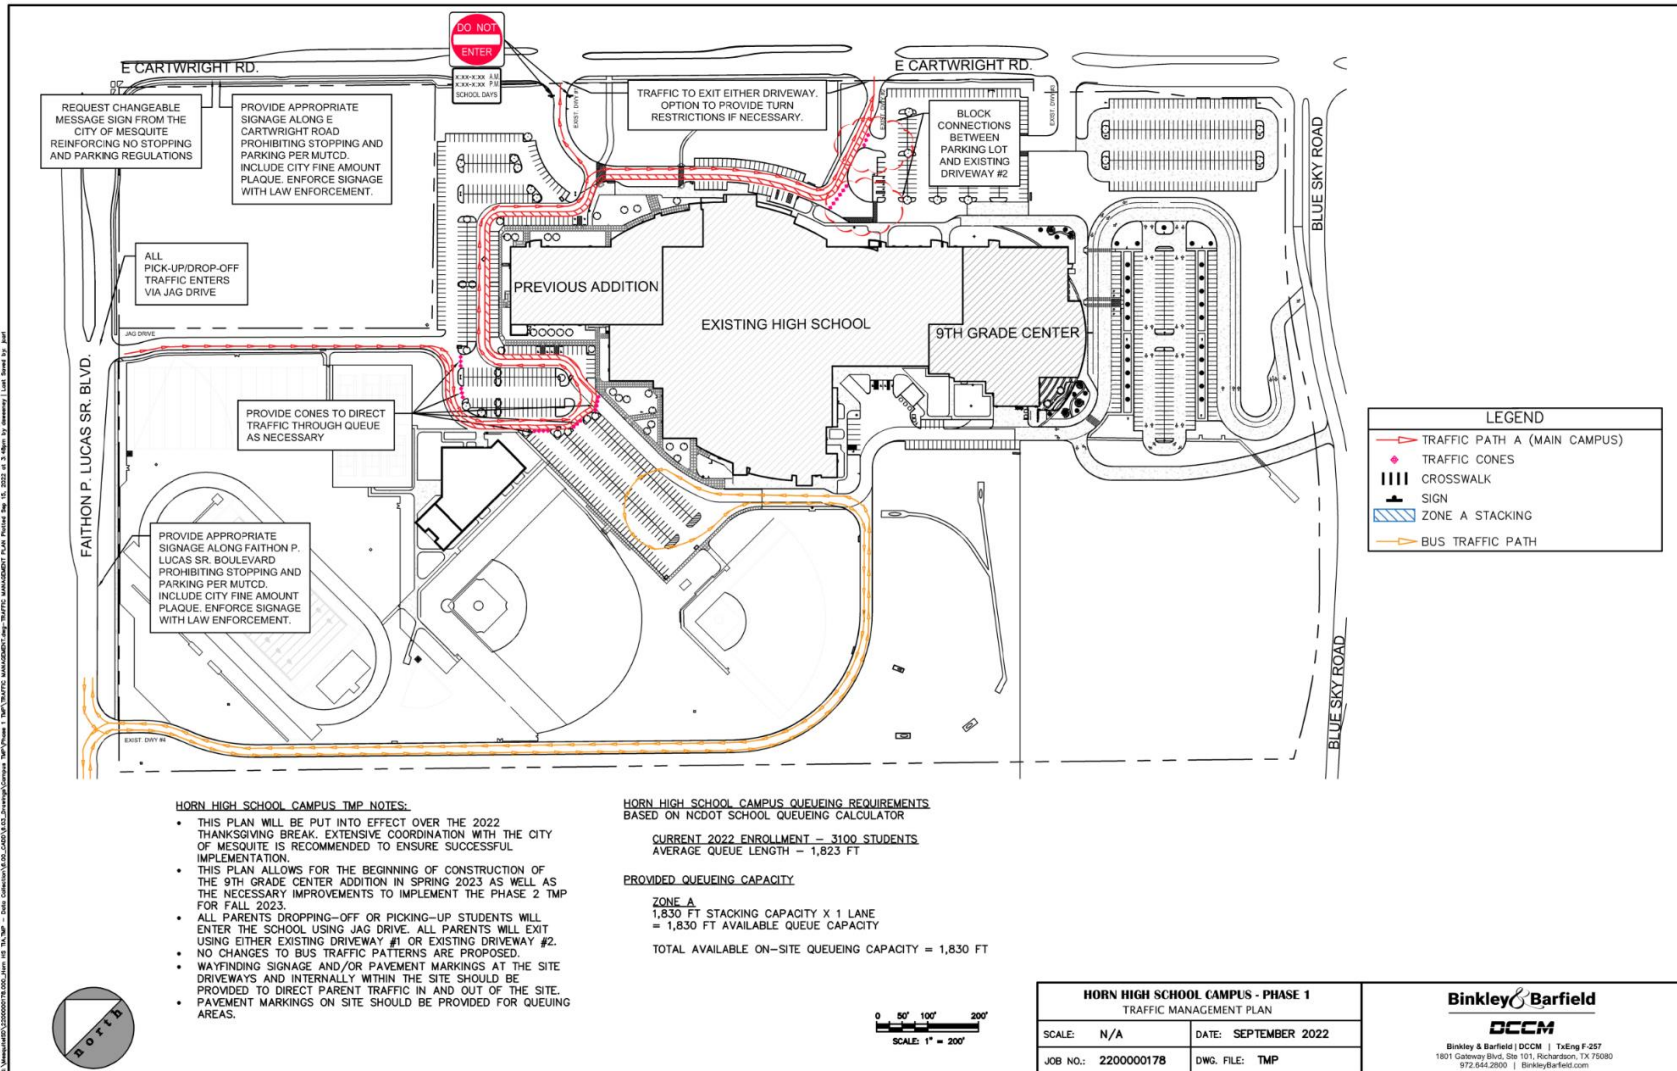 DO NOT
ENTER
X:XX-X:XX A.M.
X:XX-X:XX P.M.
SCHOOL DAYS
E CARTWRIGHT RD.
E CARTWRIGHT RD.
REQUEST CHANGEABLE
MESSAGE SIGN FROM THE
CITY OF MESQUITE
REINFORCING NO STOPPING
AND PARKING REGULATIONS
PROVIDE APPROPRIATE
SIGNAGE ALONG E
CARTWRIGHT ROAD
PROHIBITING STOPPING AND
PARKING PER MUTCD.
INCLUDE CITY FINE AMOUNT
PLAQUE. ENFORCE SIGNAGE
WITH LAW ENFORCEMENT.
EXIST. DWY #1
TRAFFIC TO EXIT EITHER DRIVEWAY.
OPTION TO PROVIDE TURN
RESTRICTIONS IF NECESSARY.
EXIST. DWY #2
BLOCK
CONNECTIONS
BETWEEN
PARKING LOT
AND EXISTING
DRIVEWAY #2
EXIST. DWY #3
BLUE SKY ROAD
ALL
PICK-UP/DROP-OFF
TRAFFIC ENTERS
VIA JAG DRIVE
JAG DRIVE
PREVIOUS ADDITION
EXISTING HIGH SCHOOL
9TH GRADE CENTER
FAITHON P. LUCAS SR. BLVD.
PROVIDE CONES TO DIRECT
TRAFFIC THROUGH QUEUE
AS NECESSARY
PROVIDE APPROPRIATE
SIGNAGE ALONG FAITHON P.
LUCAS SR. BOULEVARD
PROHIBITING STOPPING AND
PARKING PER MUTCD.
INCLUDE CITY FINE AMOUNT
PLAQUE. ENFORCE SIGNAGE
WITH LAW ENFORCEMENT.
EXIST. DWY #4
BLUE SKY ROAD
LEGEND
TRAFFIC PATH A (MAIN CAMPUS)
TRAFFIC CONES
CROSSWALK
SIGN
ZONE A STACKING
BUS TRAFFIC PATH
HORN HIGH SCHOOL CAMPUS TMP NOTES:
• THIS PLAN WILL BE PUT INTO EFFECT OVER THE 2022
THANKSGIVING BREAK. EXTENSIVE COORDINATION WITH THE CITY
OF MESQUITE IS RECOMMENDED TO ENSURE SUCCESSFUL
IMPLEMENTATION.
• THIS PLAN ALLOWS FOR THE BEGINNING OF CONSTRUCTION OF
THE 9TH GRADE CENTER ADDITION IN SPRING 2023 AS WELL AS
THE NECESSARY IMPROVEMENTS TO IMPLEMENT THE PHASE 2 TMP
FOR FALL 2023.
• ALL PARENTS DROPPING-OFF OR PICKING-UP STUDENTS WILL
ENTER THE SCHOOL USING JAG DRIVE. ALL PARENTS WILL EXIT
USING EITHER EXISTING DRIVEWAY #1 OR EXISTING DRIVEWAY #2.
• NO CHANGES TO BUS TRAFFIC PATTERNS ARE PROPOSED.
• WAYFINDING SIGNAGE AND/OR PAVEMENT MARKINGS AT THE SITE
DRIVEWAYS AND INTERNALLY WITHIN THE SITE SHOULD BE
PROVIDED TO DIRECT PARENT TRAFFIC IN AND OUT OF THE SITE.
• PAVEMENT MARKINGS ON SITE SHOULD BE PROVIDED FOR QUEUING
AREAS.
HORN HIGH SCHOOL CAMPUS QUEUEING REQUIREMENTS
BASED ON NCDOT SCHOOL QUEUEING CALCULATOR
CURRENT 2022 ENROLLMENT - 3100 STUDENTS
AVERAGE QUEUE LENGTH - 1,823 FT
PROVIDED QUEUEING CAPACITY
ZONE A
1,830 FT STACKING CAPACITY X 1 LANE
= 1,830 FT AVAILABLE QUEUE CAPACITY
TOTAL AVAILABLE ON-SITE QUEUEING CAPACITY = 1,830 FT
north
0 50' 100' 200'
SCALE: 1" = 200'
HORN HIGH SCHOOL CAMPUS - PHASE 1
TRAFFIC MANAGEMENT PLAN
SCALE: N/A
DATE: SEPTEMBER 2022
JOB NO.: 2200000178
DWG. FILE: TMP
Binkley & Barfield
DCCM
Binkley & Barfield | DCCM | TxEng F-257
1801 Gateway Blvd, Ste 101, Richardson, TX 75080
972.644.2800 | BinkleyBarfield.com